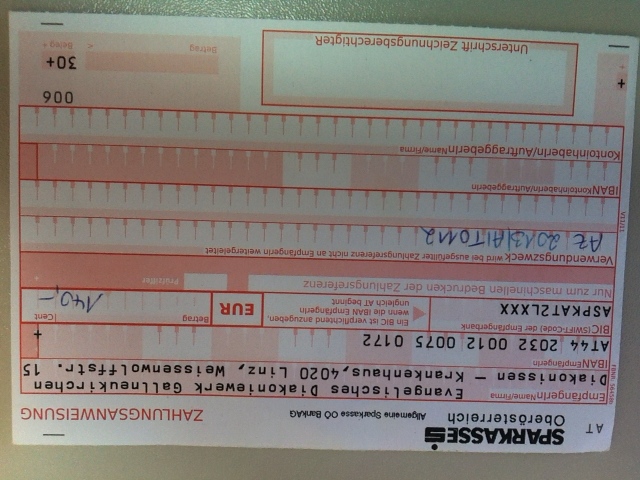 AT SPARKASSE
Oberösterreich Allgemeine Sparkasse OÖ BankAG ZAHLUNGSANWEISUNG
EmpfängerIn Name/Firma
Evangelisches Diakoniewerk Gallneukirchen
Diakonissen - Krankenhaus,4020 Linz, Weissenwolffstr. 15
IBAN EmpfängerIn
AT44 2032 0012 0075 0172 +
BIC (SWIFT-Code) der Empfängerbank
Ein BIC ist verpflichtend anzugeben,
wenn die IBAN EmpfängerIn
ungleich AT beginnt
Betrag Cent
ASPKAT2LXXX EUR 140,-
Nur zum maschinellen Bedrucken der Zahlungsreferenz Prüfziffer
Verwendungszweck wird bei ausgefüllter Zahlungsreferenz nicht an EmpfängerIn weitergeleitet
IBAN KontoinhaberIn/AuftraggeberIn
KontoinhaberIn/AuftraggeberIn Name/Firma
006
Betrag < Beleg +
30+
Unterschrift ZeichnungsberechtigteR
+
V11/11